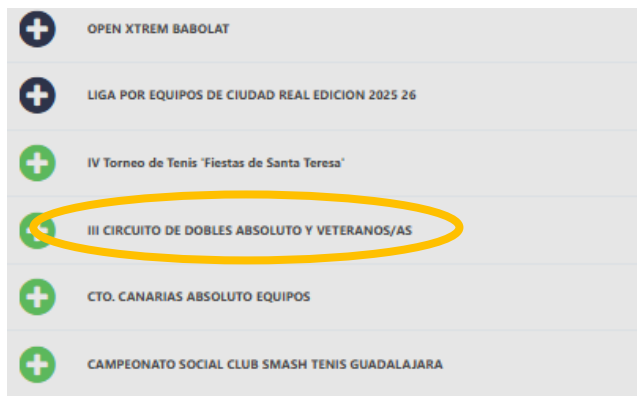 OPEN XTREM BABOLAT
LIGA POR EQUIPOS DE CIUDAD REAL EDICION 2025 26
IV Torneo de Tenis 'Fiestas de Santa Teresa'
III CIRCUITO DE DOBLES ABSOLUTO Y VETERANOS/AS
CTO. CANARIAS ABSOLUTO EQUIPOS
CAMPEONATO SOCIAL CLUB SMASH TENIS GUADALAJARA